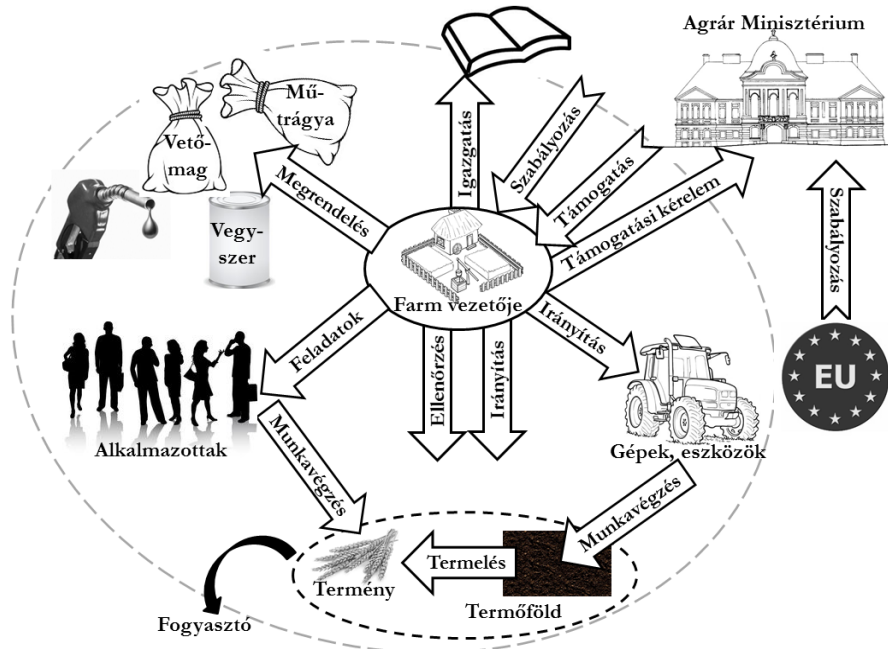 Agrár Minisztérium
Mű-
trágya
Vető-
mag
Vegy-
szer
Megrendelés
Igazgatás
Szabályozás
Támogatás
Támogatási kérelem
Szabályozás
Farm vezetője
Feladatok
Ellenőrzés
Irányítás
Irányítás
EU
Alkalmazottak
Gépek, eszközök
Munkavégzés
Munkavégzés
Termelés
Termény
Termőföld
Fogyasztó